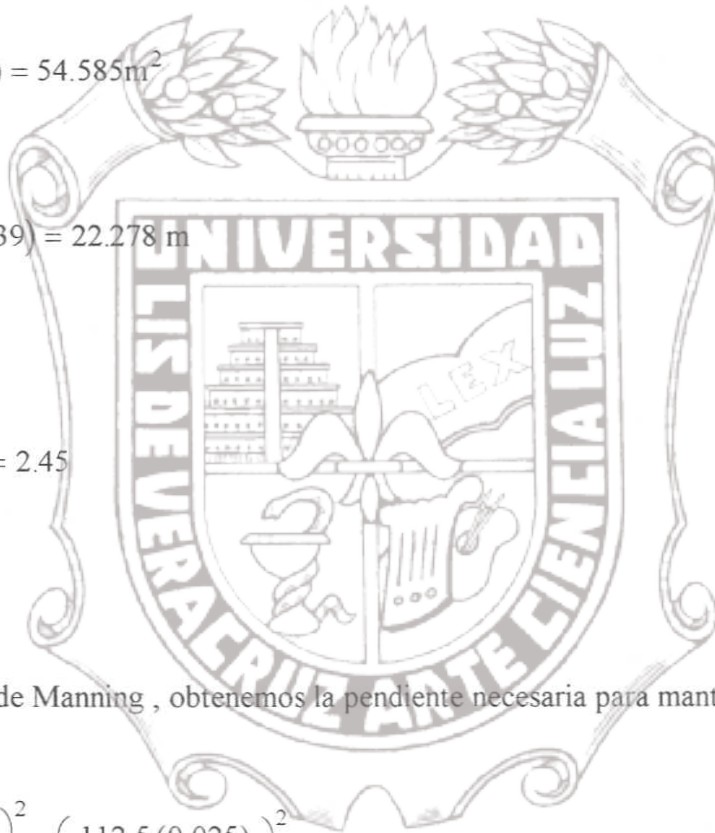 ) = 54.585m²
39) = 22.278 m
= 2.45
de Manning , obtenemos la pendiente necesaria para mant
)² ( 112.5(0.025) )²
UNIVERSIDAD
LIS DE VERACRUZ ARTE CIENCIA LUZ
LEX